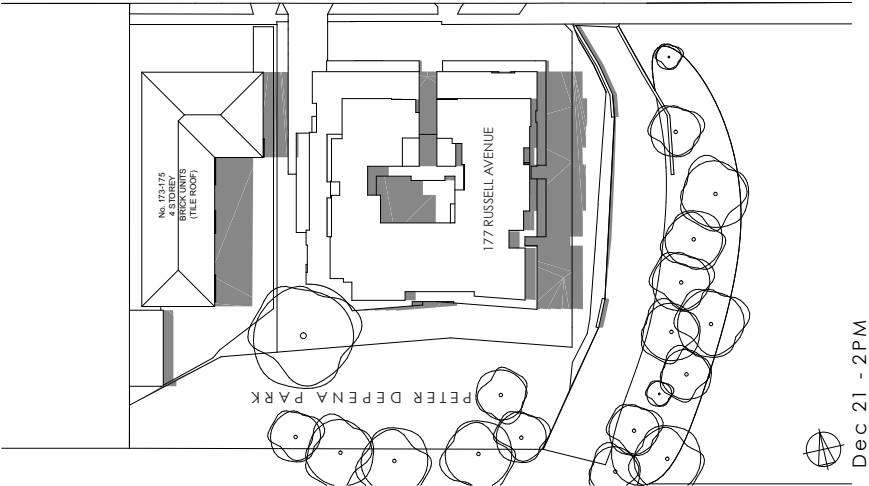 No. 173-175
4 STOREY
BRICK UNITS
(TILE ROOF)
177 RUSSELL AVENUE
PETER DEPENA PARK
Dec 21 - 2PM